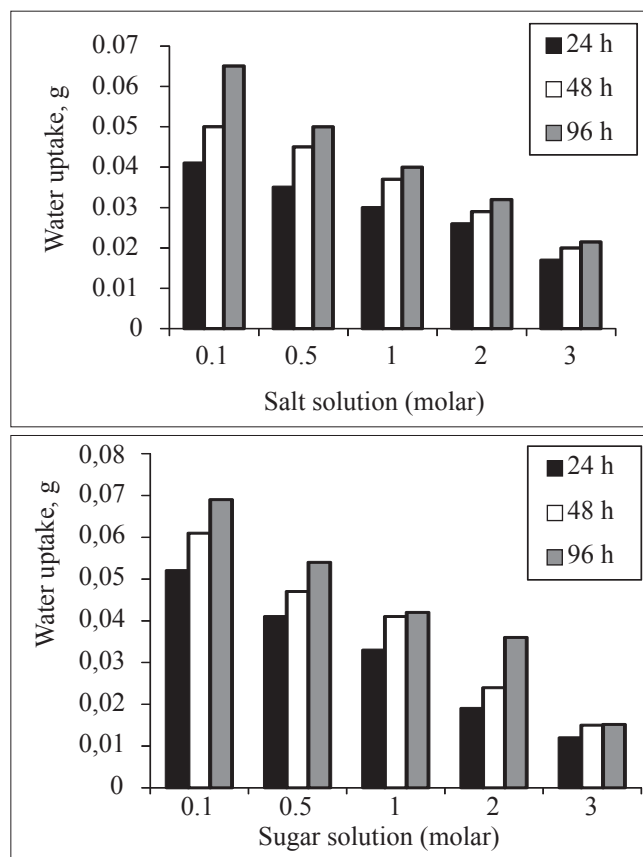 0.07
0.06
0.05
0.04
0.03
0.02
0.01
0
Water uptake, g
24 h
48 h
96 h
0.1 0.5 1 2 3
Salt solution (molar)
0,08
0,07
0,06
0,05
0,04
0,03
0,02
0,01
0
Water uptake, g
24 h
48 h
96 h
0.1 0.5 1 2 3
Sugar solution (molar)